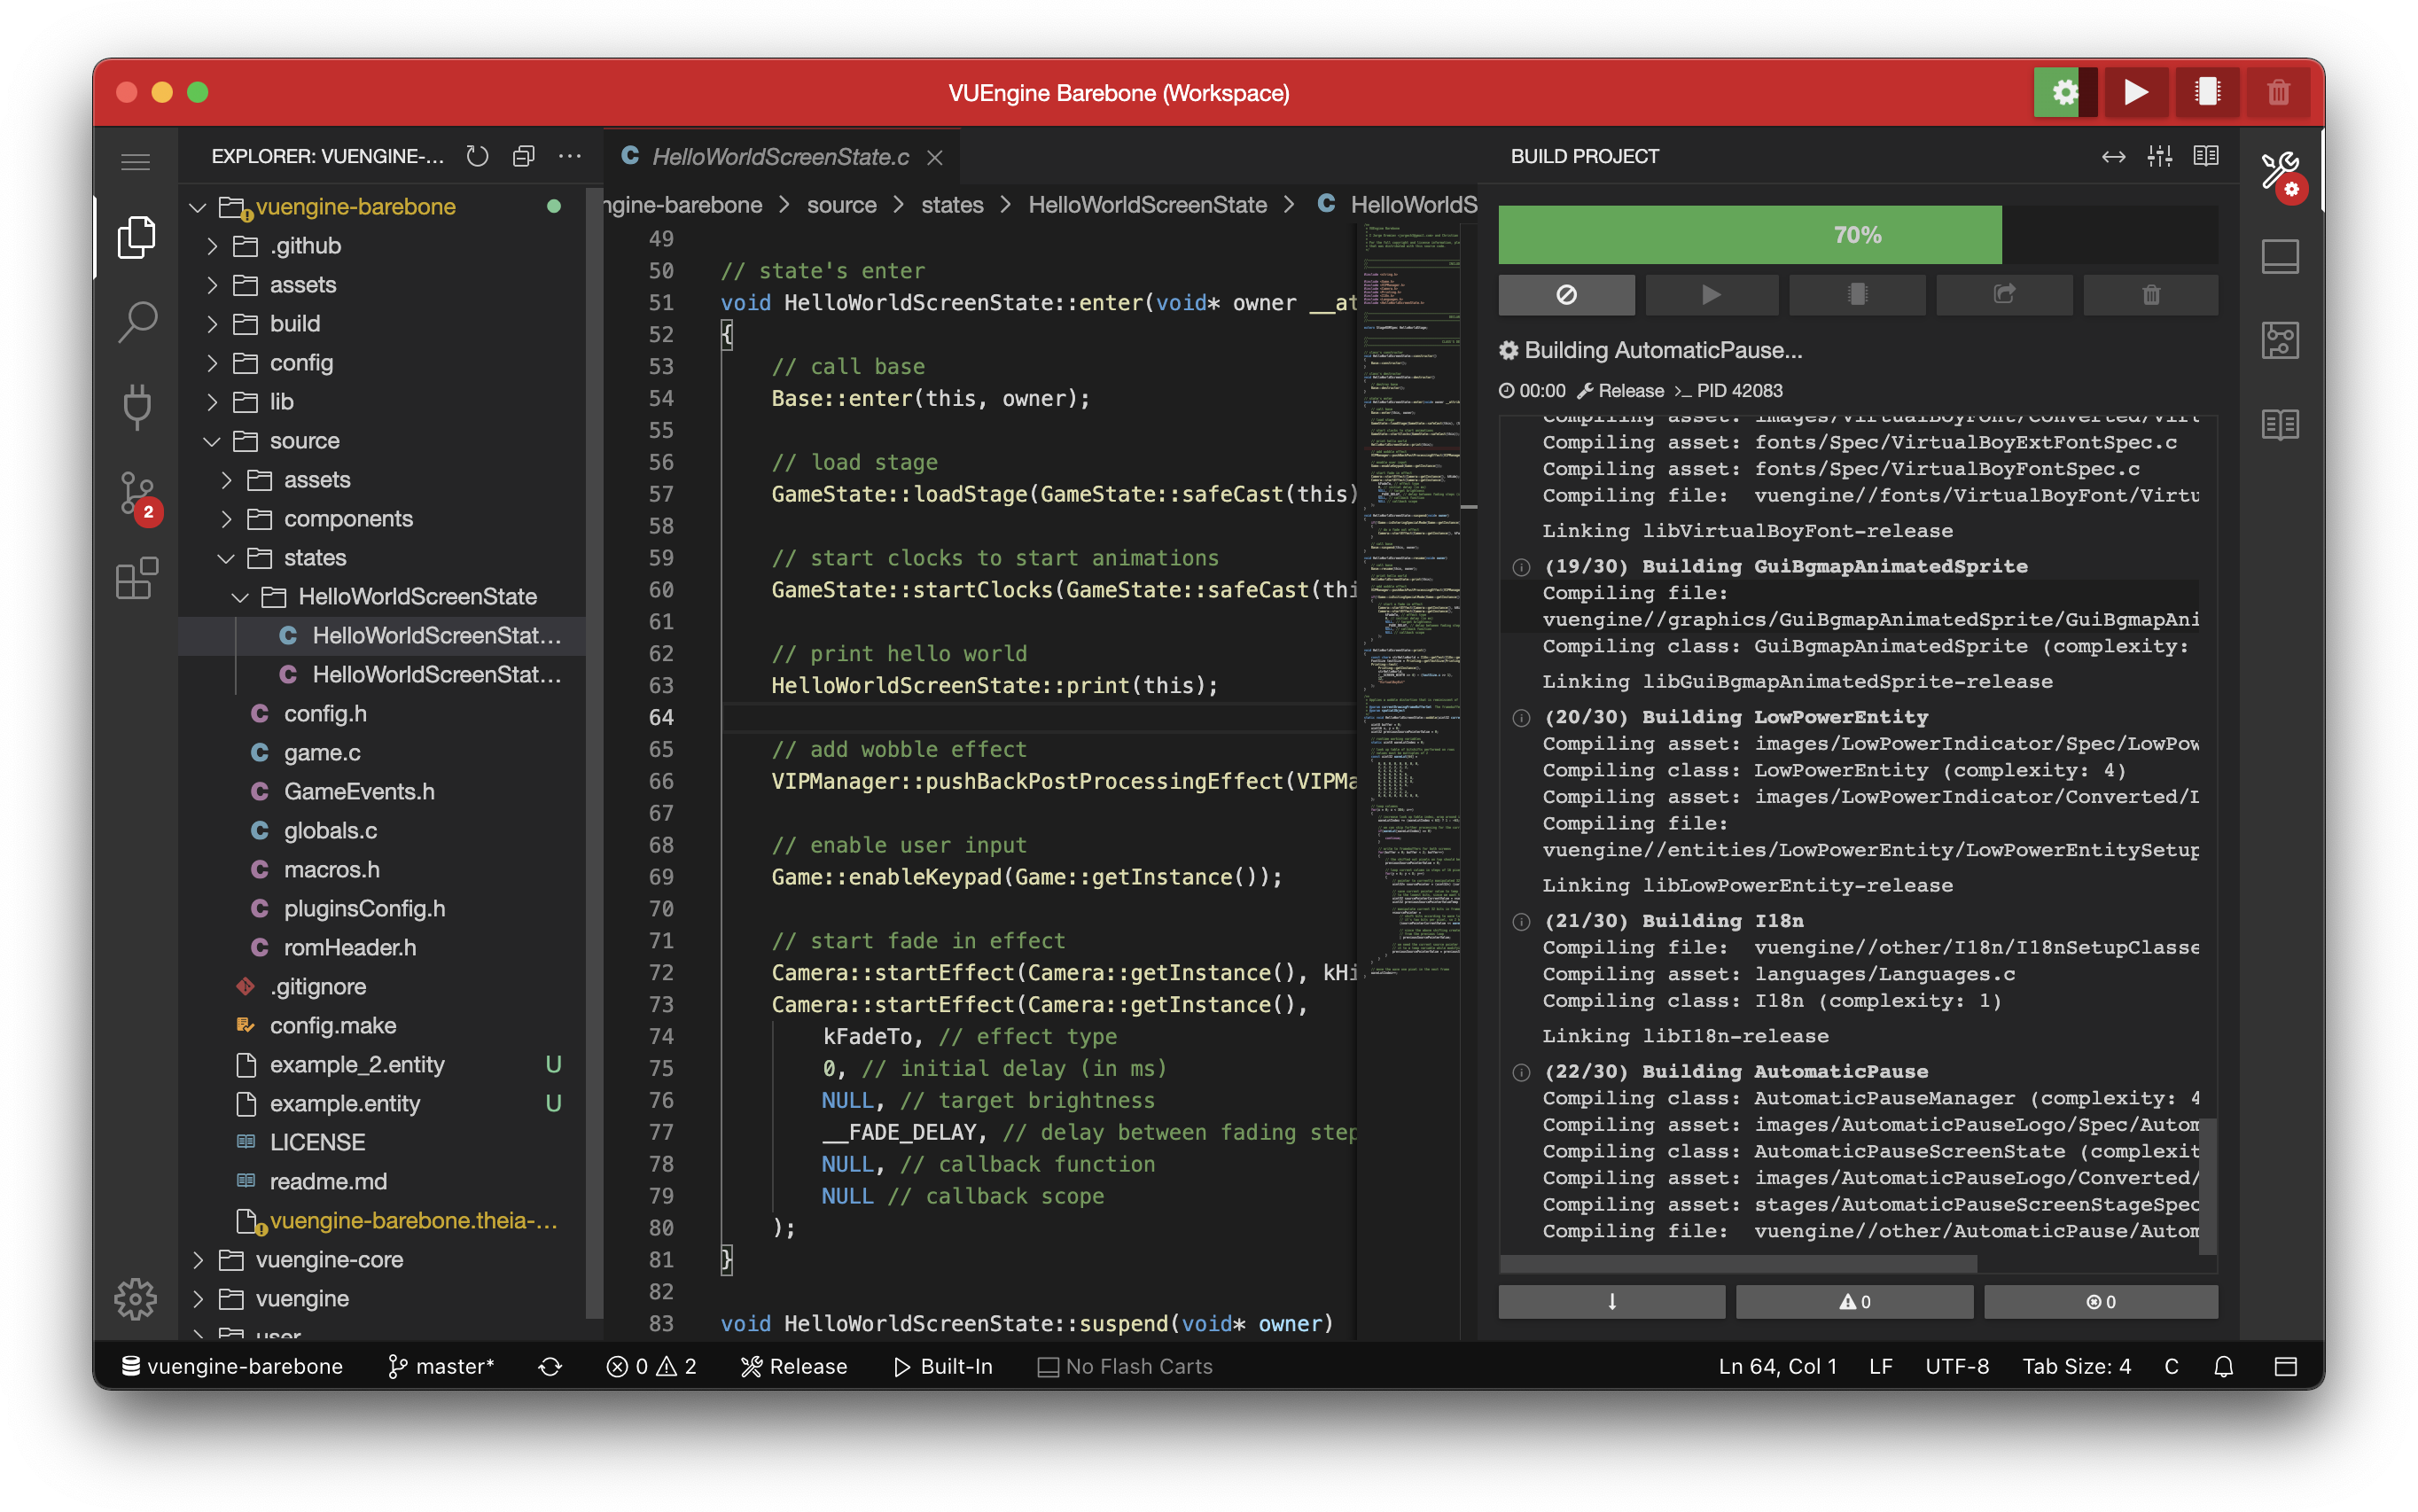 VUEngine Barebone (Workspace)
EXPLORER: VUENGINE-...
vuengine-barebone
.github
assets
build
config
lib
source
assets
components
states
HelloWorldScreenState
HelloWorldScreenStat...
HelloWorldScreenStat...
config.h
game.c
GameEvents.h
globals.c
macros.h
pluginsConfig.h
romHeader.h
.gitignore
config.make
example_2.entity U
example.entity U
LICENSE
readme.md
vuengine-barebone.theia-...
vuengine-core
vuengine
user
2
C HelloWorldScreenState.c
ngine-barebone > source > states > HelloWorldScreenState > C HelloWorldS
49
50 // state's enter
51 void HelloWorldScreenState::enter(void* owner __at
52 {
53 // call base
54 Base::enter(this, owner);
55
56 // load stage
57 GameState::loadStage(GameState::safeCast(this)
58
59 // start clocks to start animations
60 GameState::startClocks(GameState::safeCast(thi
61
62 // print hello world
63 HelloWorldScreenState::print(this);
64
65 // add wobble effect
66 VIPManager::pushBackPostProcessingEffect(VIPMa
67
68 // enable user input
69 Game::enableKeypad(Game::getInstance());
70
71 // start fade in effect
72 Camera::startEffect(Camera::getInstance(), kHi
73 Camera::startEffect(Camera::getInstance(),
74 kFadeTo, // effect type
75 0, // initial delay (in ms)
76 NULL, // target brightness
77 __FADE_DELAY, // delay between fading step
78 NULL, // callback function
79 NULL // callback scope
80 );
81 }
82
83 void HelloWorldScreenState::suspend(void* owner)
BUILD PROJECT
70%
Building AutomaticPause...
00:00 Release PID 42083
Compiling asset: images/VirtualBoyFont/Converted/Virt
Compiling asset: fonts/Spec/VirtualBoyExtFontSpec.c
Compiling asset: fonts/Spec/VirtualBoyFontSpec.c
Compiling file: vuengine//fonts/VirtualBoyFont/Virtu
Linking libVirtualBoyFont-release
(19/30) Building GuiBgmapAnimatedSprite
Compiling file:
vuengine//graphics/GuiBgmapAnimatedSprite/GuiBgmapAni
Compiling class: GuiBgmapAnimatedSprite (complexity:
Linking libGuiBgmapAnimatedSprite-release
(20/30) Building LowPowerEntity
Compiling asset: images/LowPowerIndicator/Spec/LowPow
Compiling class: LowPowerEntity (complexity: 4)
Compiling asset: images/LowPowerIndicator/Converted/L
Compiling file:
vuengine//entities/LowPowerEntity/LowPowerEntitySetup
Linking libLowPowerEntity-release
(21/30) Building I18n
Compiling file: vuengine//other/I18n/I18nSetupClasse
Compiling asset: languages/Languages.c
Compiling class: I18n (complexity: 1)
Linking libI18n-release
(22/30) Building AutomaticPause
Compiling class: AutomaticPauseManager (complexity: 4
Compiling asset: images/AutomaticPauseLogo/Spec/Autom
Compiling class: AutomaticPauseScreenState (complexit
Compiling asset: images/AutomaticPauseLogo/Converted/
Compiling asset: stages/AutomaticPauseScreenStageSpec
Compiling file: vuengine//other/AutomaticPause/Autom
0
0
vuengine-barebone master* 0 2 Release Built-In No Flash Carts Ln 64, Col 1 LF UTF-8 Tab Size: 4 C